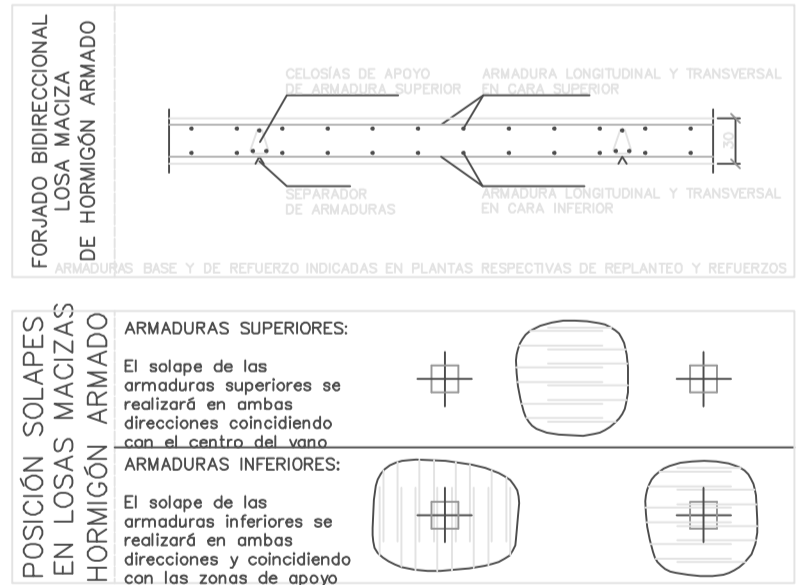 FORJADO BIDIRECCIONAL
LOSA MACIZA
DE HORMIGÓN ARMADO
CELOSÍAS DE APOYO
DE ARMADURA SUPERIOR
ARMADURA LONGITUDINAL Y TRANSVERSAL
EN CARA SUPERIOR
30
SEPARADOR
DE ARMADURAS
ARMADURA LONGITUDINAL Y TRANSVERSAL
EN CARA INFERIOR
ARMADURAS BASE Y DE REFUERZO INDICADAS EN PLANTAS RESPECTIVAS DE REPLANTEO Y REFUERZOS
POSICIÓN SOLAPES
EN LOSAS MACIZAS
HORMIGÓN ARMADO
ARMADURAS SUPERIORES:
El solape de las
armaduras superiores se
realizará en ambas
direcciones coincidiendo
con el centro del vano
ARMADURAS INFERIORES:
El solape de las
armaduras inferiores se
realizará en ambas
direcciones y coincidiendo
con las zonas de apoyo